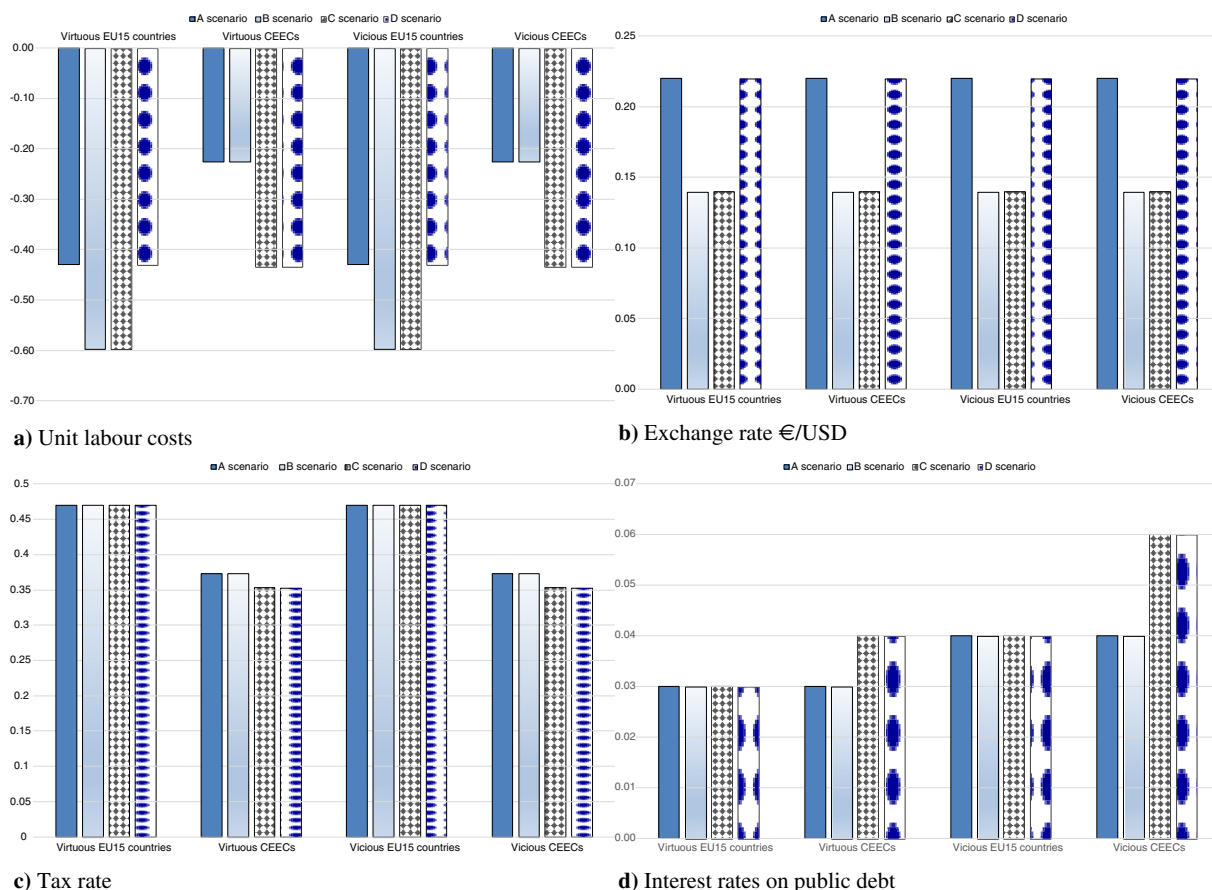 A scenario B scenario C scenario D scenario
Virtuous EU15 countries Virtuous CEECs Vicious EU15 countries Vicious CEECs
0.00
-0.10
-0.20
-0.30
-0.40
-0.50
-0.60
-0.70
a) Unit labour costs
A scenario B scenario C scenario D scenario
0.25
0.20
0.15
0.10
0.05
0.00
Virtuous EU15 countries Virtuous CEECs Vicious EU15 countries Vicious CEECs
b) Exchange rate €/USD
A scenario B scenario C scenario D scenario
0.5
0.45
0.4
0.35
0.3
0.25
0.2
0.15
0.1
0.05
0
Virtuous EU15 countries Virtuous CEECs Vicious EU15 countries Vicious CEECs
c) Tax rate
A scenario B scenario C scenario D scenario
0.07
0.06
0.05
0.04
0.03
0.02
0.01
0.00
Virtuous EU15 countries Virtuous CEECs Vicious EU15 countries Vicious CEECs
d) Interest rates on public debt